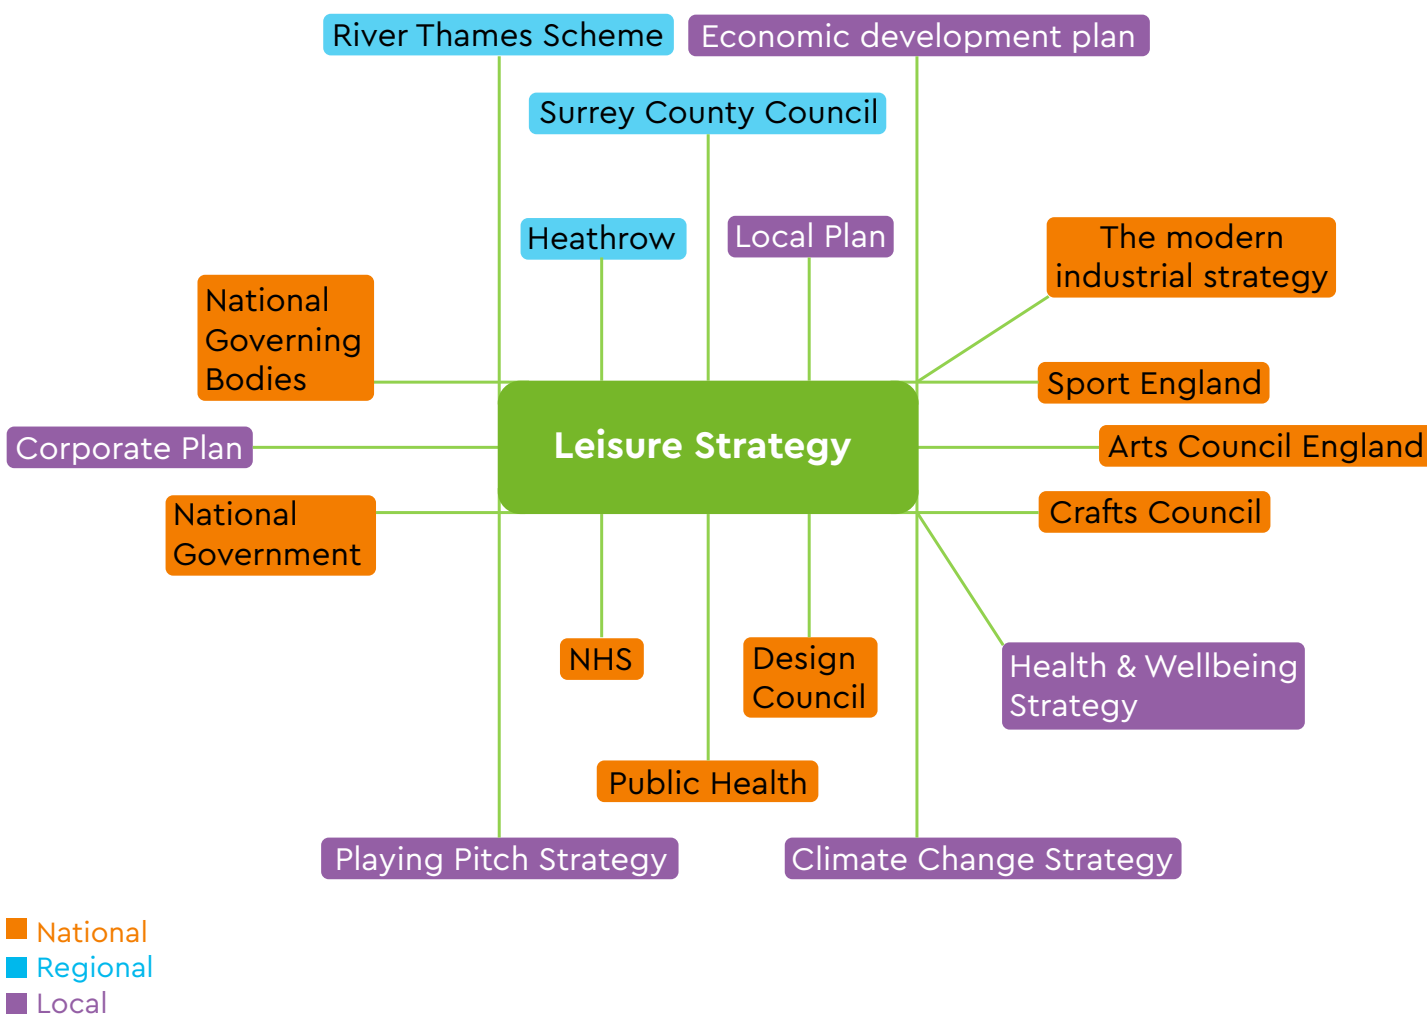 River Thames Scheme
Economic development plan
Surrey County Council
Heathrow
Local Plan
The modern
industrial strategy
National
Governing
Bodies
Sport England
Corporate Plan
Leisure Strategy
Arts Council England
National
Government
Crafts Council
NHS
Design
Council
Health & Wellbeing
Strategy
Public Health
Playing Pitch Strategy
Climate Change Strategy
National
Regional
Local